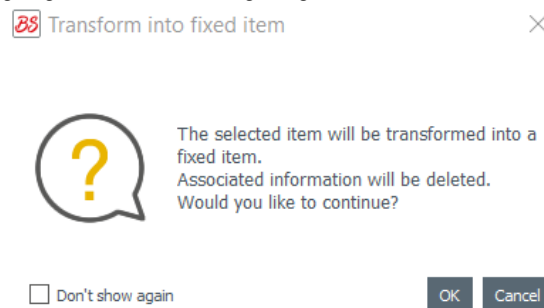 BS Transform into fixed item
?
The selected item will be transformed into a
fixed item.
Associated information will be deleted.
Would you like to continue?
Don't show again
OK Cancel